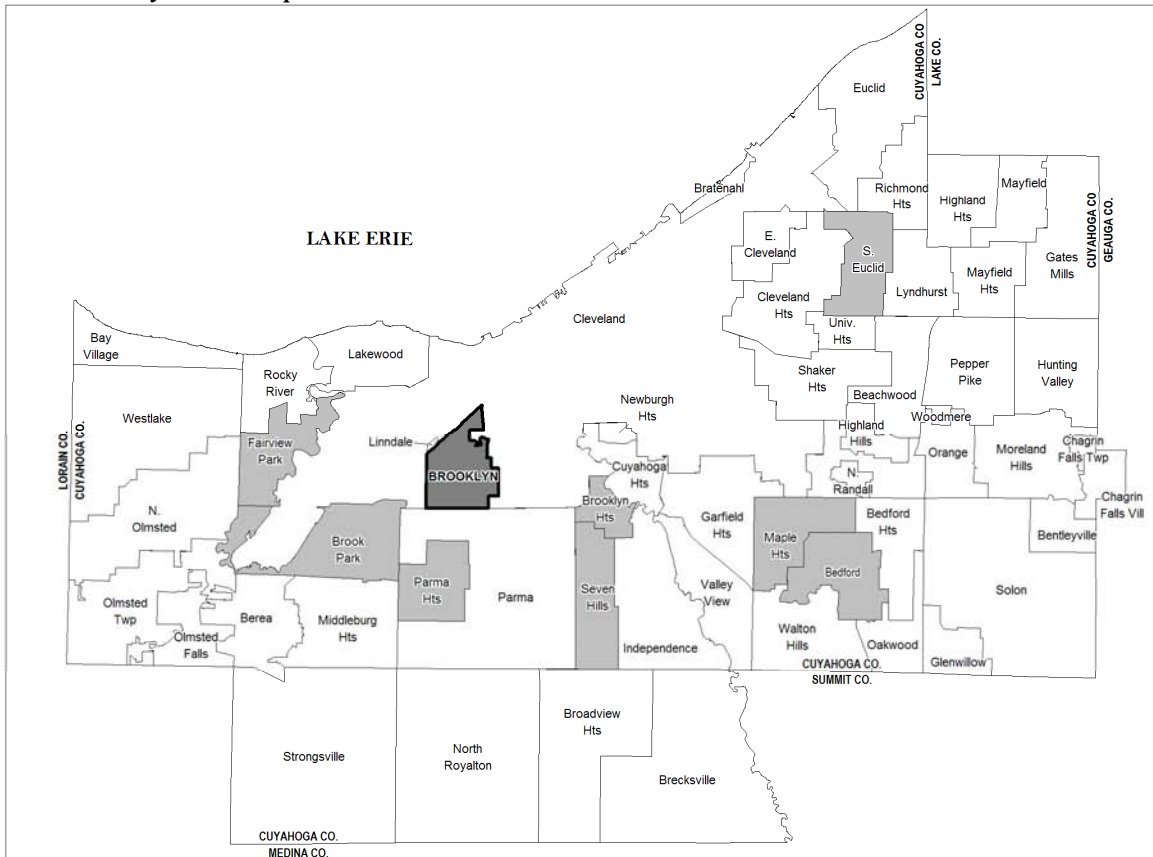 CUYAHOGA CO.
LAKE CO.
Euclid
Bratenahl
Richmond
Hts
Highland
Hts
Mayfield
CUYAHOGA CO
GEAUGA CO.
LAKE ERIE
E.
Cleveland
S.
Euclid
Gates
Mills
Mayfield
Hts
Lyndhurst
Cleveland
Hts
Cleveland
Univ.
Hts
Bay
Village
Lakewood
Rocky
River
Shaker
Hts
Pepper
Pike
Hunting
Valley
Beachwood
Westlake
Newburgh
Hts
Woodmere
Highland
Hills
Linndale
Fairview
Park
LORAIN CO.
CUYAHOGA CO.
Orange
Moreland
Hills
Chagrin
Falls Twp
BROOKLYN
Cuyahoga
Hts
N.
Randall
Brooklyn
Hts
Chagrin
Falls Vill
N.
Olmsted
Garfield
Hts
Bedford
Hts
Bentleyville
Brook
Park
Maple
Hts
Bedford
Parma
Hts
Parma
Seven
Hills
Valley
View
Solon
Olmsted
Twp
Berea
Middleburg
Hts
Olmsted
Falls
Independence
Walton
Hills
Oakwood
Glenwillow
CUYAHOGA CO.
SUMMIT CO.
Broadview
Hts
Strongsville
North
Royalton
Brecksville
CUYAHOGA CO.
MEDINA CO.